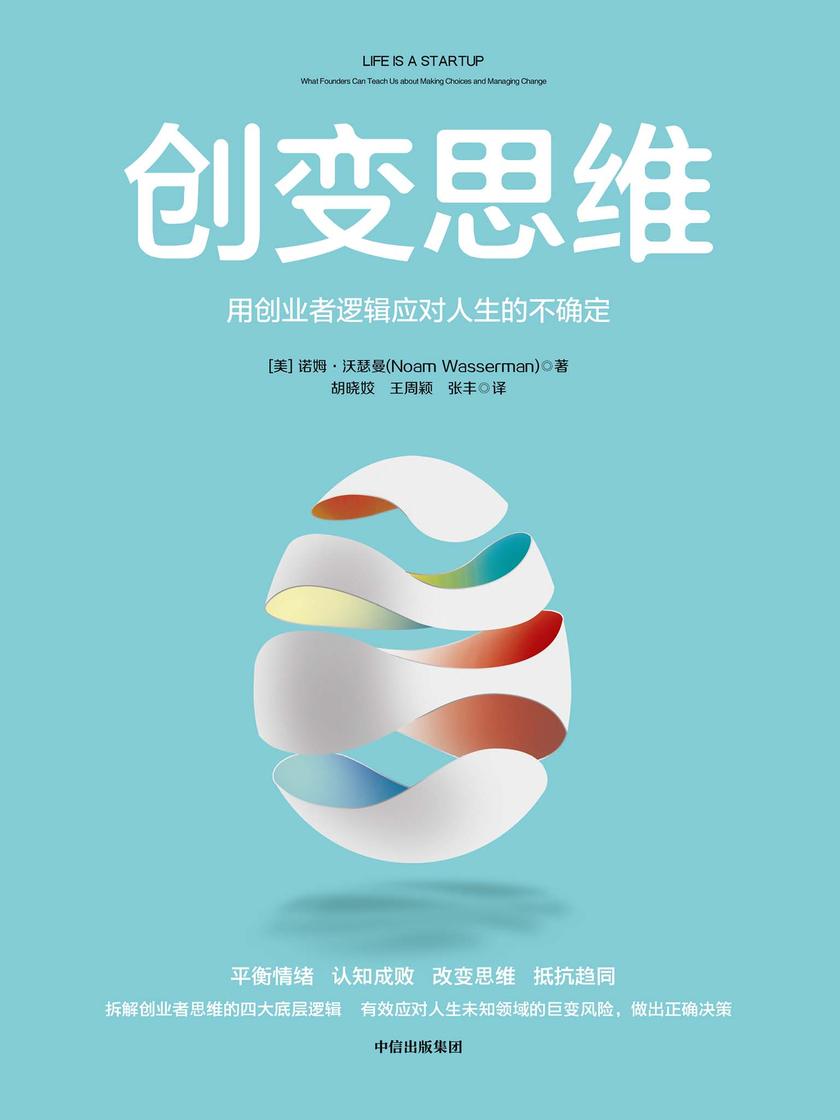 LIFE IS A STARTUP
What Founders Can Teach Us about Making Choices and Managing Change
创变思维
用创业者逻辑应对人生的不确定
[美] 诺姆·沃瑟曼(Noam Wasserman)◎著
胡晓姣 王周颖 张丰◎译
平衡情绪 认知成败 改变思维 抵抗趋同
拆解创业者思维的四大底层逻辑 有效应对人生未知领域的巨变风险，做出正确决策
中信出版集团